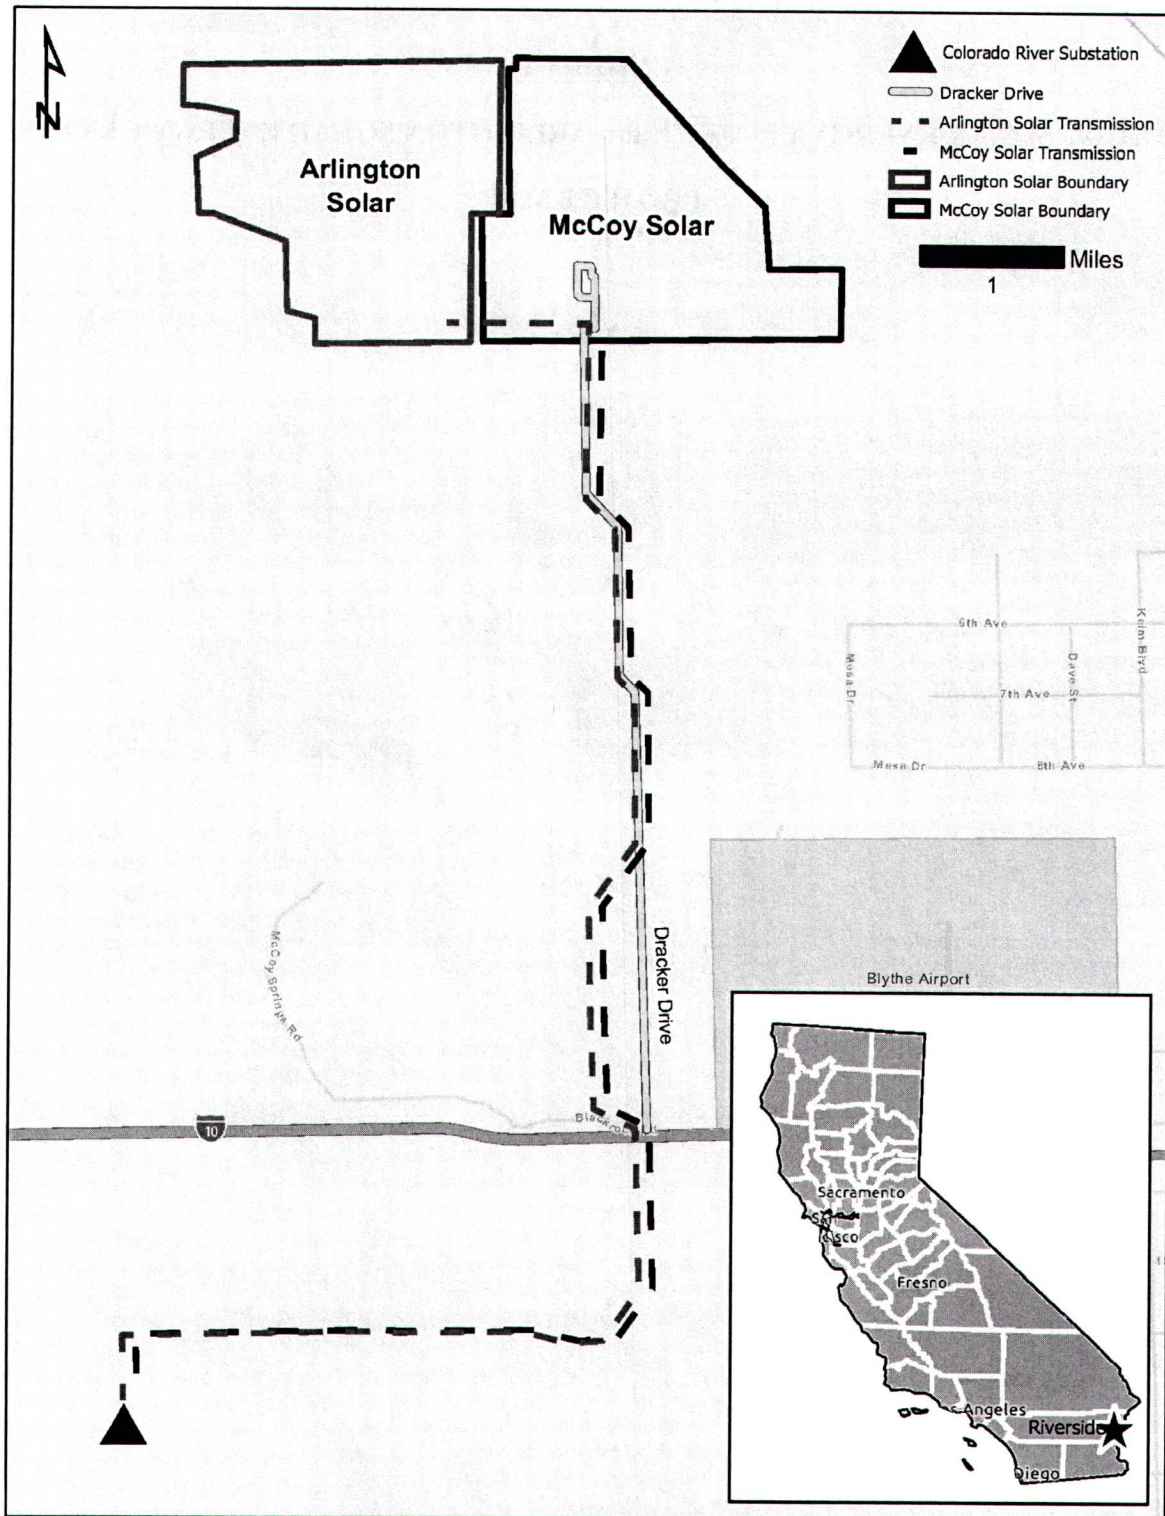 N
Colorado River Substation
Dracker Drive
Arlington Solar Transmission
McCoy Solar Transmission
Arlington Solar Boundary
McCoy Solar Boundary
Miles
1
Arlington
Solar
McCoy Solar
6th Ave
Keim Blvd
Mesa Dr
Dave St
7th Ave
Mesa Dr
8th Ave
McCoy Springs Rd
Dracker Drive
Blythe Airport
10
Sacramento
Fresno
Angeles
Riverside
Diego